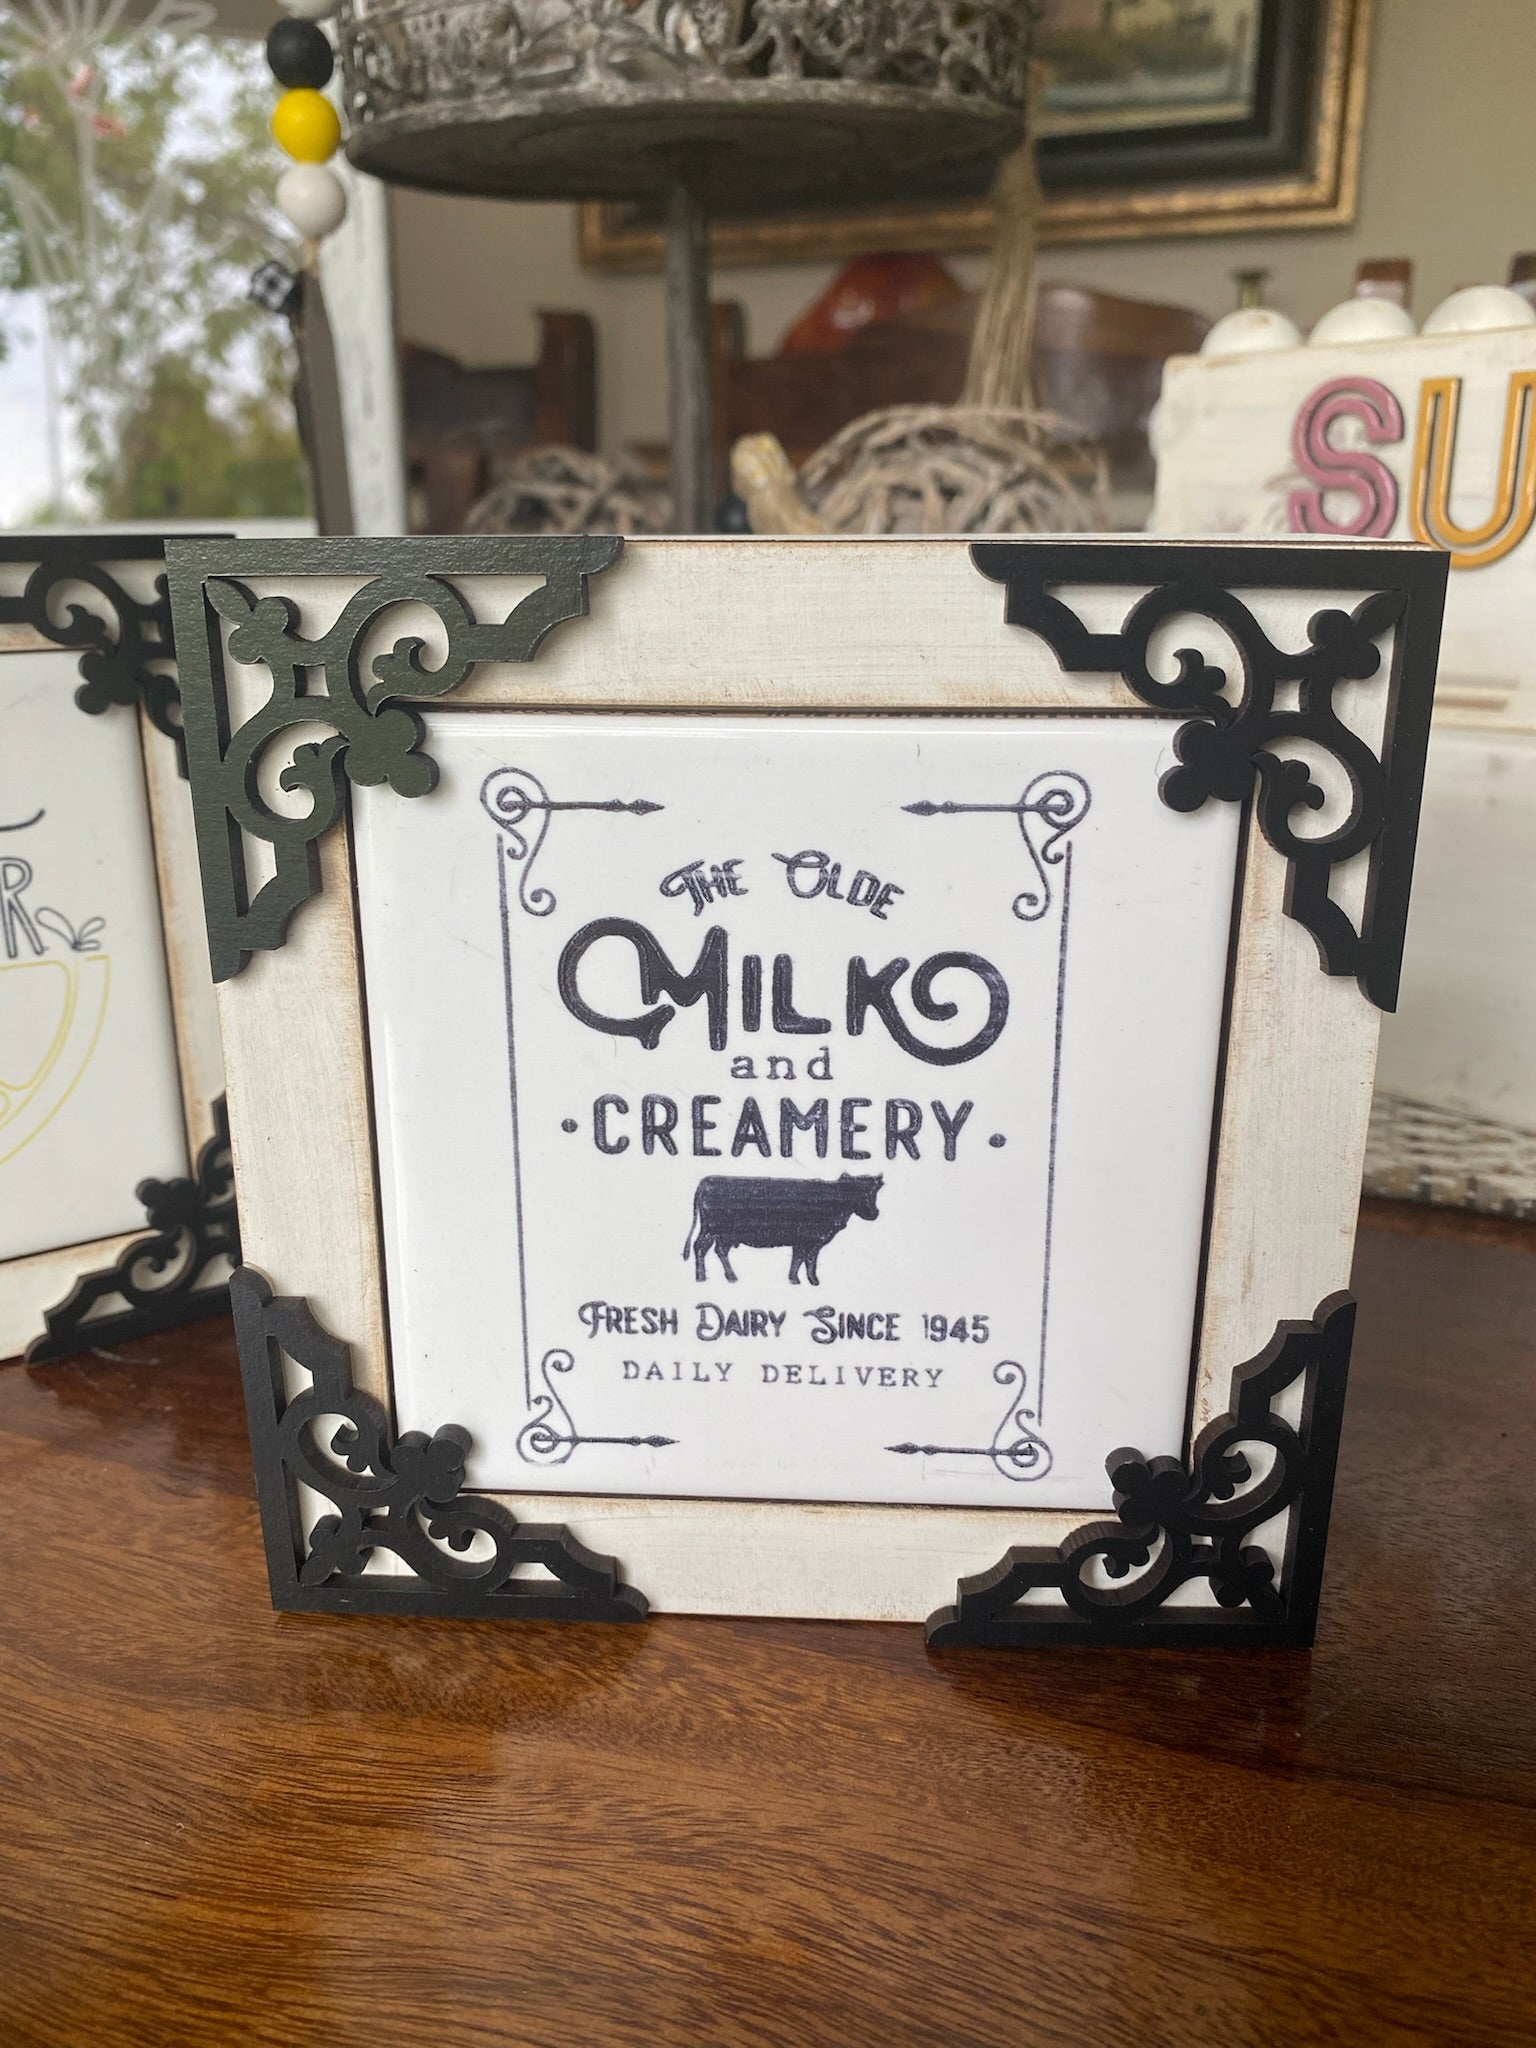 THE OLDE
MILK
and
·CREAMERY·
FRESH DAIRY SINCE 1945
DAILY DELIVERY
SU
R